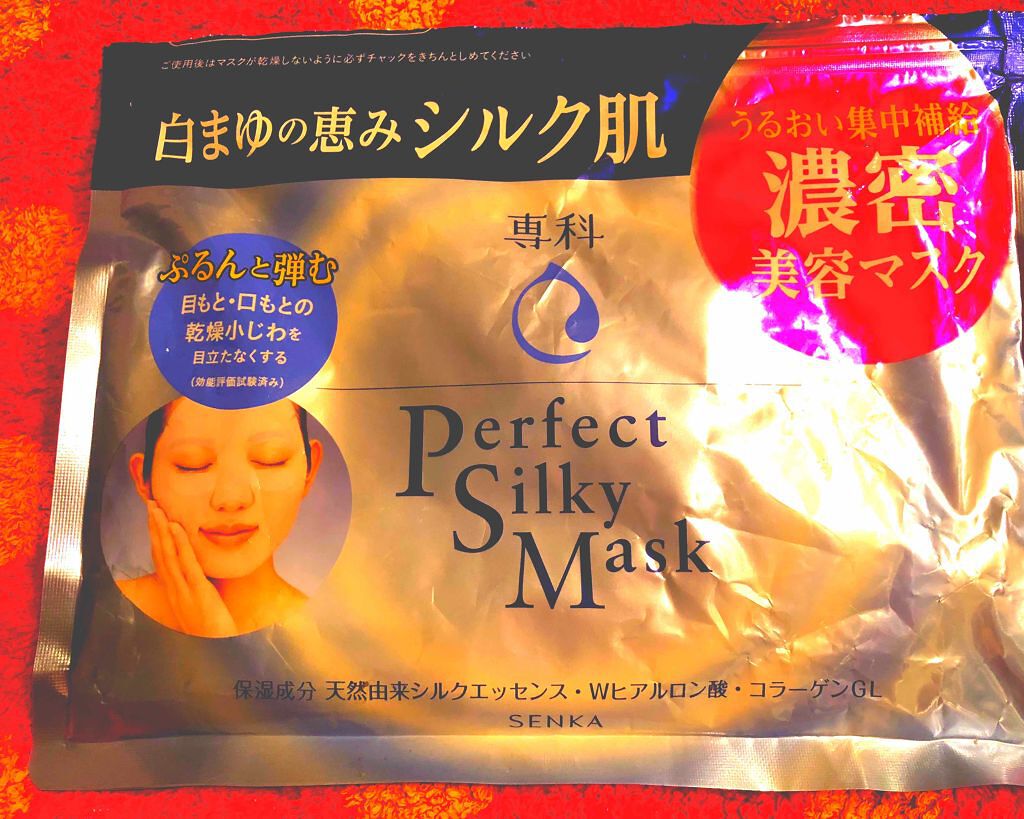 ご使用後はマスクが乾燥しないように必ずチャックをきちんとしめてください
白まゆの恵みシルク肌
うるおい集中補給
濃密
美容マスク
専科
ぷるんと弾む
目もと・口もとの
乾燥小じわを
目立たなくする
(効能評価試験済み)
Perfect
Silky
Mask
保湿成分 天然由来シルクエッセンス・Wヒアルロン酸・コラーゲンGL
SENKA